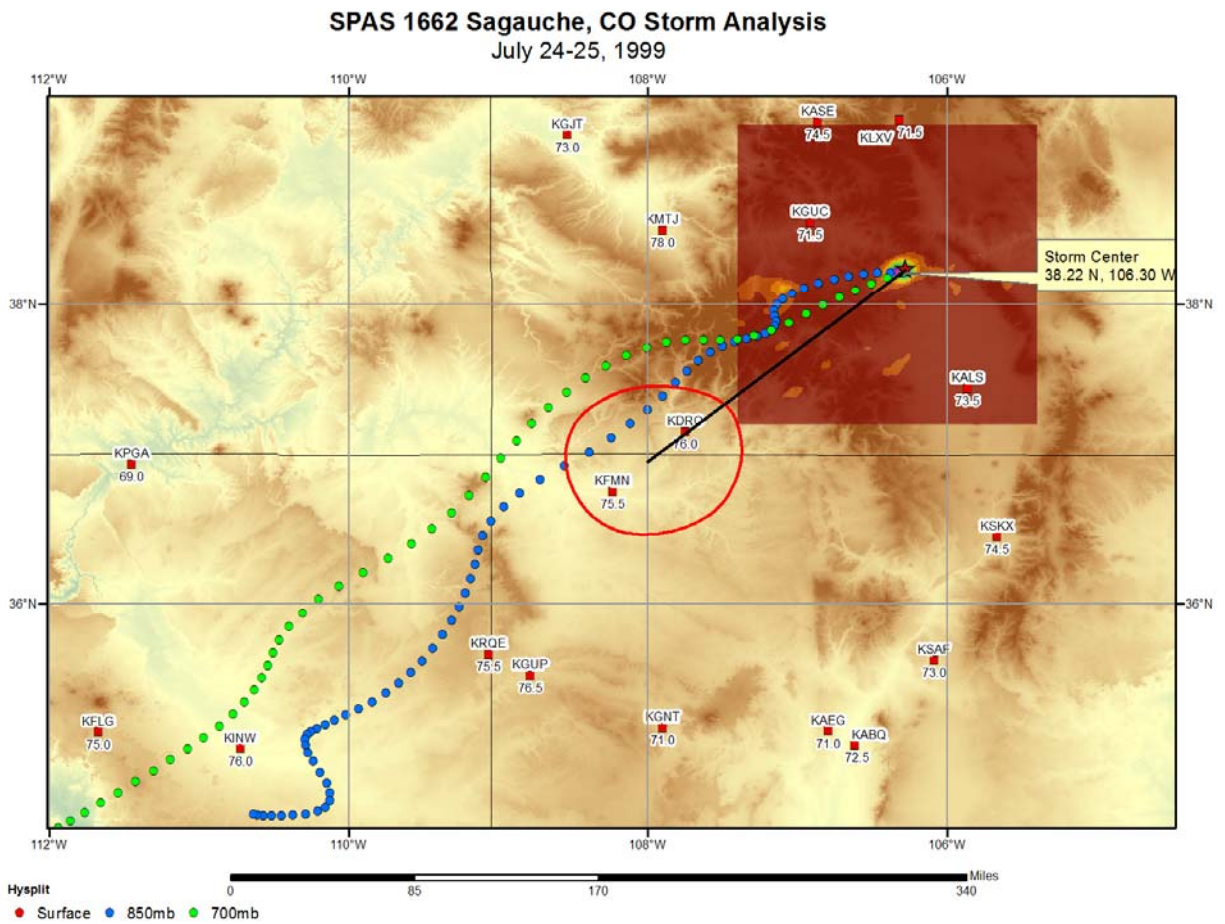 SPAS 1662 Sagauche, CO Storm Analysis
July 24-25, 1999
112°W 110°W 108°W 106°W
KASE
74.5
KLXV 71.5
KGJT
73.0
KGUC
71.5
KMTJ
78.0
Storm Center
38.22 N, 106.30 W
38°N 38°N
KALS
73.5
KDRO
76.0
KPGA
69.0
KFMN
75.5
KSKX
74.5
36°N 36°N
KRQE
75.5
KGUP
76.5
KSAF
73.0
KFLG
75.0
KINW
76.0
KGNT
71.0
KAEG
71.0
KABQ
72.5
112°W 110°W 108°W 106°W
Miles
0 85 170 340
Hysplit
Surface 850mb 700mb